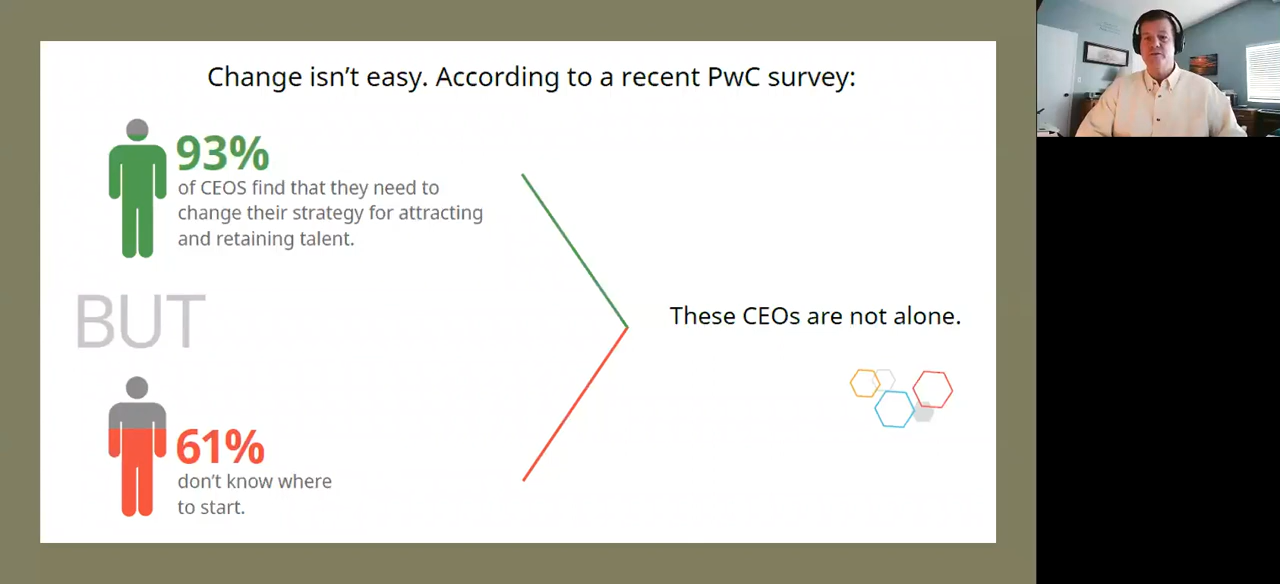 Change isn't easy. According to a recent PwC survey:
93%
of CEOS find that they need to
change their strategy for attracting
and retaining talent.
BUT
61%
don't know where
to start.
These CEOs are not alone.